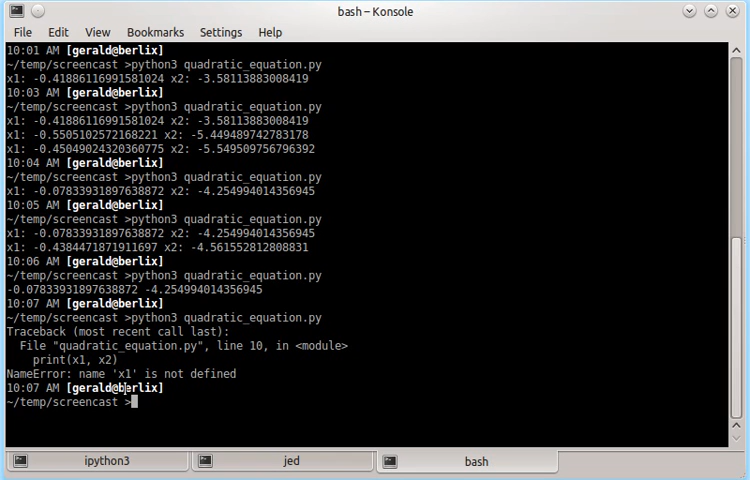 bash – Konsole
File Edit View Bookmarks Settings Help
10:01 AM [gerald@berlix]
~/temp/screencast >python3 quadratic_equation.py
x1: -0.41886116991581024 x2: -3.58113883008419
10:03 AM [gerald@berlix]
~/temp/screencast >python3 quadratic_equation.py
x1: -0.41886116991581024 x2: -3.58113883008419
x1: -0.5505102572168221 x2: -5.449489742783178
x1: -0.45049024320360775 x2: -5.549509756796392
10:04 AM [gerald@berlix]
~/temp/screencast >python3 quadratic_equation.py
x1: -0.07833931897638872 x2: -4.254994014356945
10:05 AM [gerald@berlix]
~/temp/screencast >python3 quadratic_equation.py
x1: -0.07833931897638872 x2: -4.254994014356945
x1: -0.4384471871911697 x2: -4.561552812808831
10:06 AM [gerald@berlix]
~/temp/screencast >python3 quadratic_equation.py
-0.07833931897638872 -4.254994014356945
10:07 AM [gerald@berlix]
~/temp/screencast >python3 quadratic_equation.py
Traceback (most recent call last):
  File "quadratic_equation.py", line 10, in <module>
    print(x1, x2)
NameError: name 'x1' is not defined
10:07 AM [gerald@berlix]
~/temp/screencast >
ipython3 jed bash